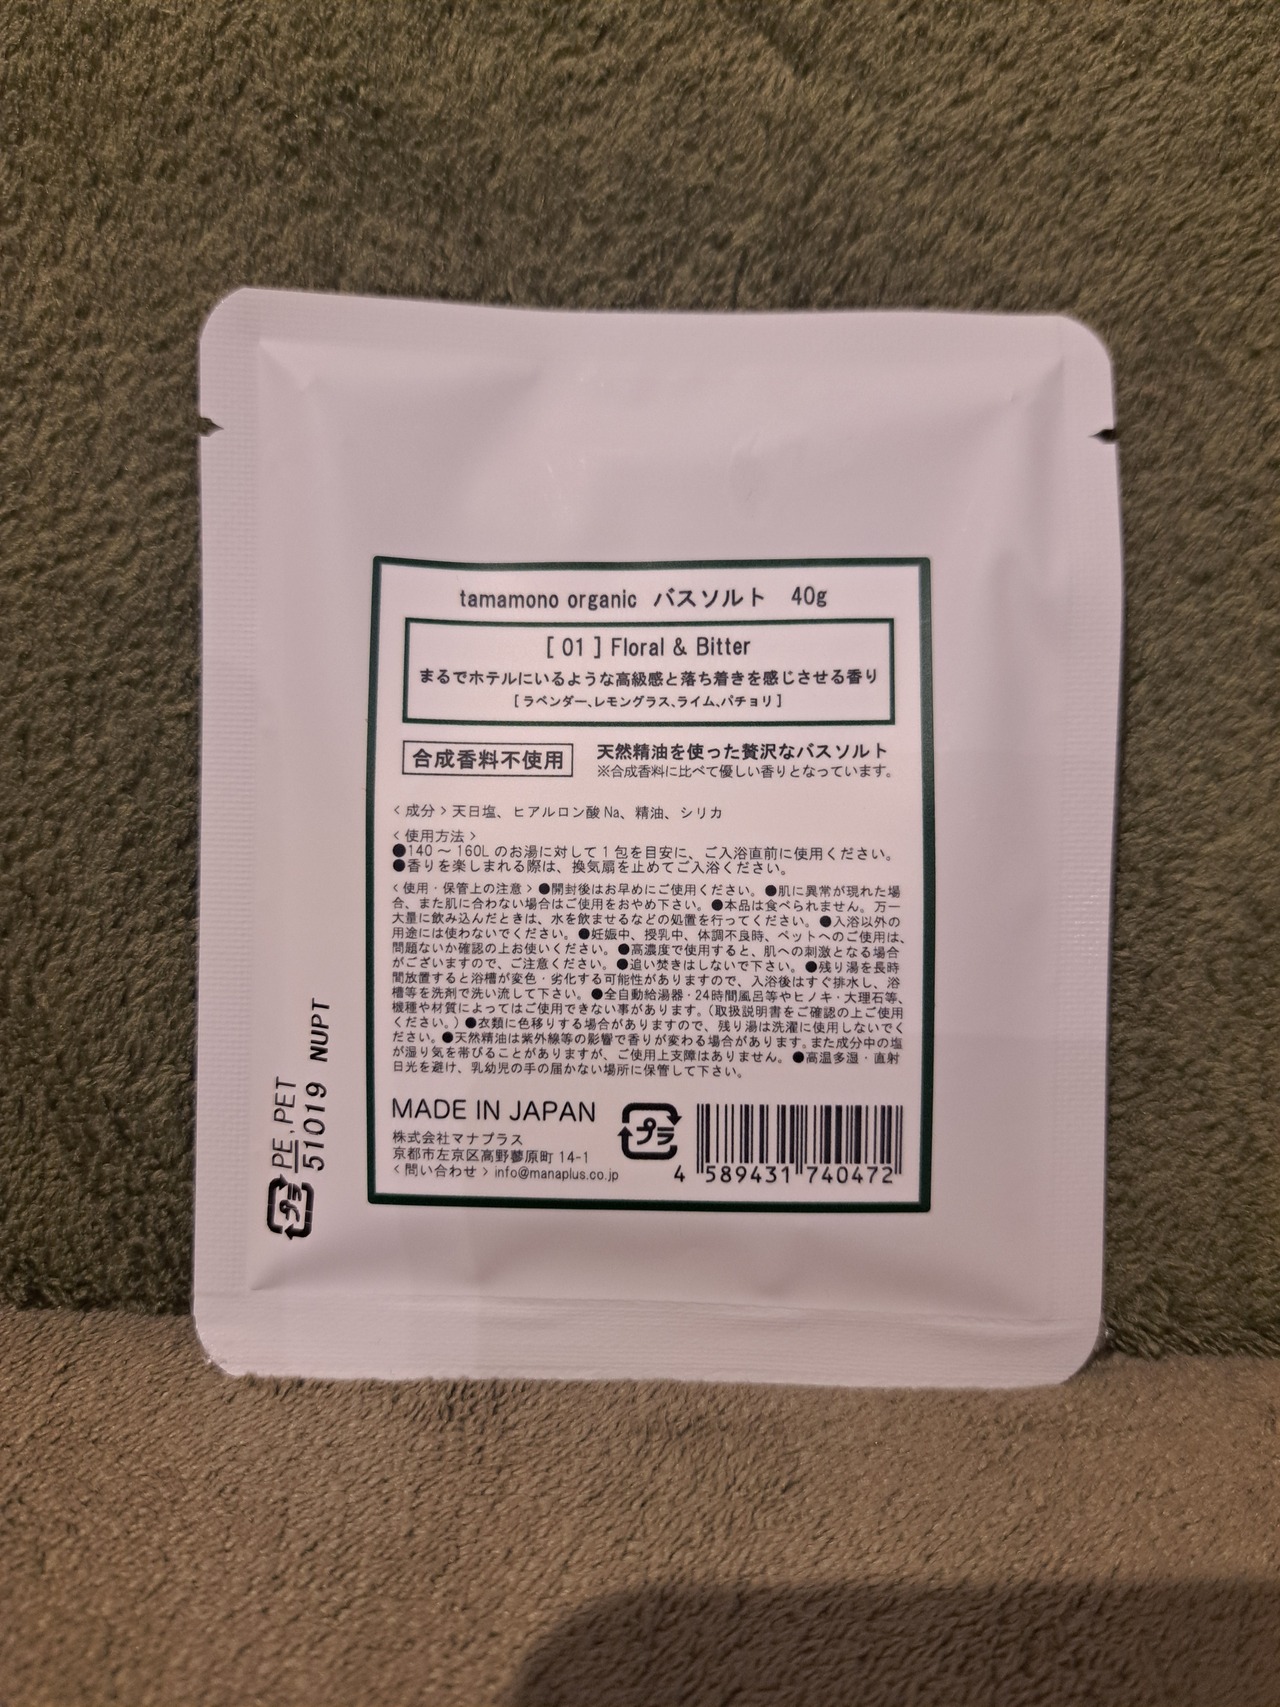 tamamono organic バスソルト 40g
[ 01 ] Floral & Bitter
まるでホテルにいるような高級感と落ち着きを感じさせる香り
[ ラベンダー、レモングラス、ライム、パチョリ ]
合成香料不使用
天然精油を使った贅沢なバスソルト
※合成香料に比べて優しい香りとなっています。
< 成分 > 天日塩、ヒアルロン酸 Na、精油、シリカ
< 使用方法 >
●140 ～ 160L のお湯に対して 1 包を目安に、ご入浴直前に使用ください。
●香りを楽しまれる際は、換気扇を止めてご入浴ください。
< 使用・保管上の注意 > ●開封後はお早めにご使用ください。●肌に異常が現れた場
合、また肌に合わない場合はご使用をおやめ下さい。●本品は食べられません。万一
大量に飲み込んだときは、水を飲ませるなどの処置を行ってください。●入浴以外の
用途には使わないでください。●妊娠中、授乳中、体調不良時、ペットへのご使用は、
問題ないか確認の上お使いください。●高濃度で使用すると、肌への刺激となる場合
がございますので、ご注意ください。●追い焚きはしないで下さい。●残り湯を長時
間放置すると浴槽が変色・劣化する可能性がありますので、入浴後はすぐ排水し、浴
槽等を洗剤で洗い流して下さい。●全自動給湯器・24時間風呂等やヒノキ・大理石等、
機種や材質によってはご使用できない事があります。(取扱説明書をご確認の上ご使用
ください。) ●衣類に色移りする場合がありますので、残り湯は洗濯に使用しないでく
ださい。●天然精油は紫外線等の影響で香りが変わる場合があります。また成分中の塩
が湿り気を帯びることがありますが、ご使用上支障はありません。●高温多湿・直射
日光を避け、乳幼児の手の届かない場所に保管して下さい。
MADE IN JAPAN
株式会社マナプラス
京都市左京区高野蓼原町 14-1
< 問い合わせ > info@manaplus.co.jp
プラ
4 589431 740472
プラ PE, PET
51019 NUPT